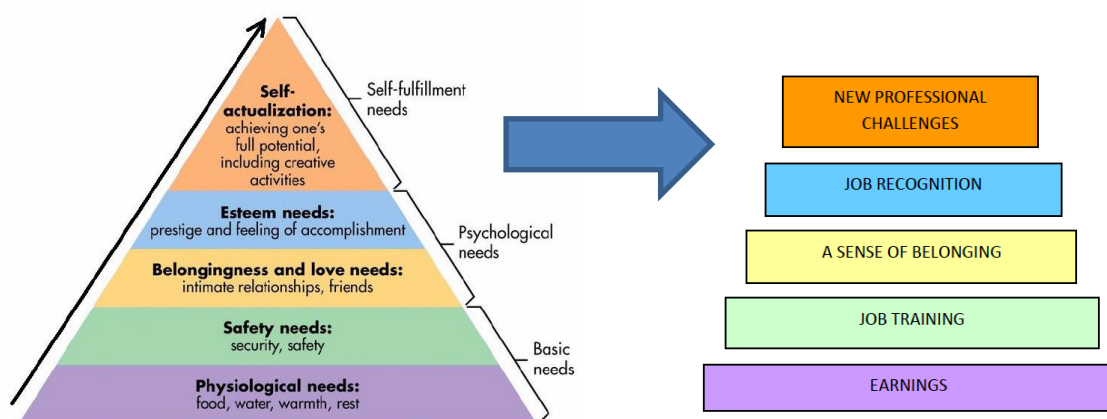 Self-
actualization:
achieving one's
full potential,
including creative
activities
Self-fulfillment
needs
Esteem needs:
prestige and feeling of accomplishment
Psychological
needs
Belongingness and love needs:
intimate relationships, friends
Safety needs:
security, safety
Basic
needs
Physiological needs:
food, water, warmth, rest
NEW PROFESSIONAL
CHALLENGES
JOB RECOGNITION
A SENSE OF BELONGING
JOB TRAINING
EARNINGS